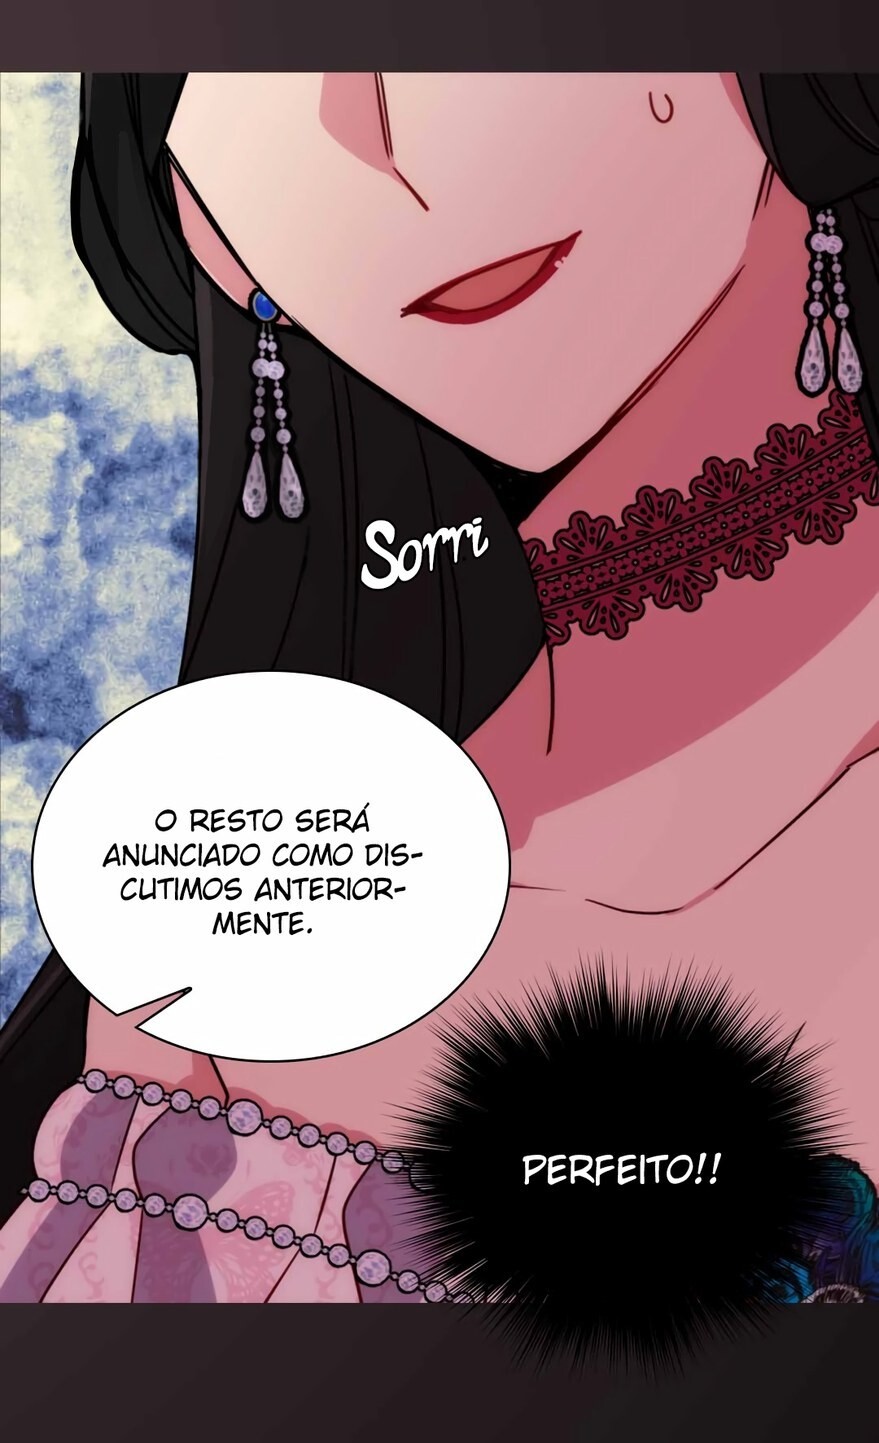 Sorri
O RESTO SERÁ
ANUNCIADO COMO DIS-
CUTIMOS ANTERIOR-
MENTE.
PERFEITO!!